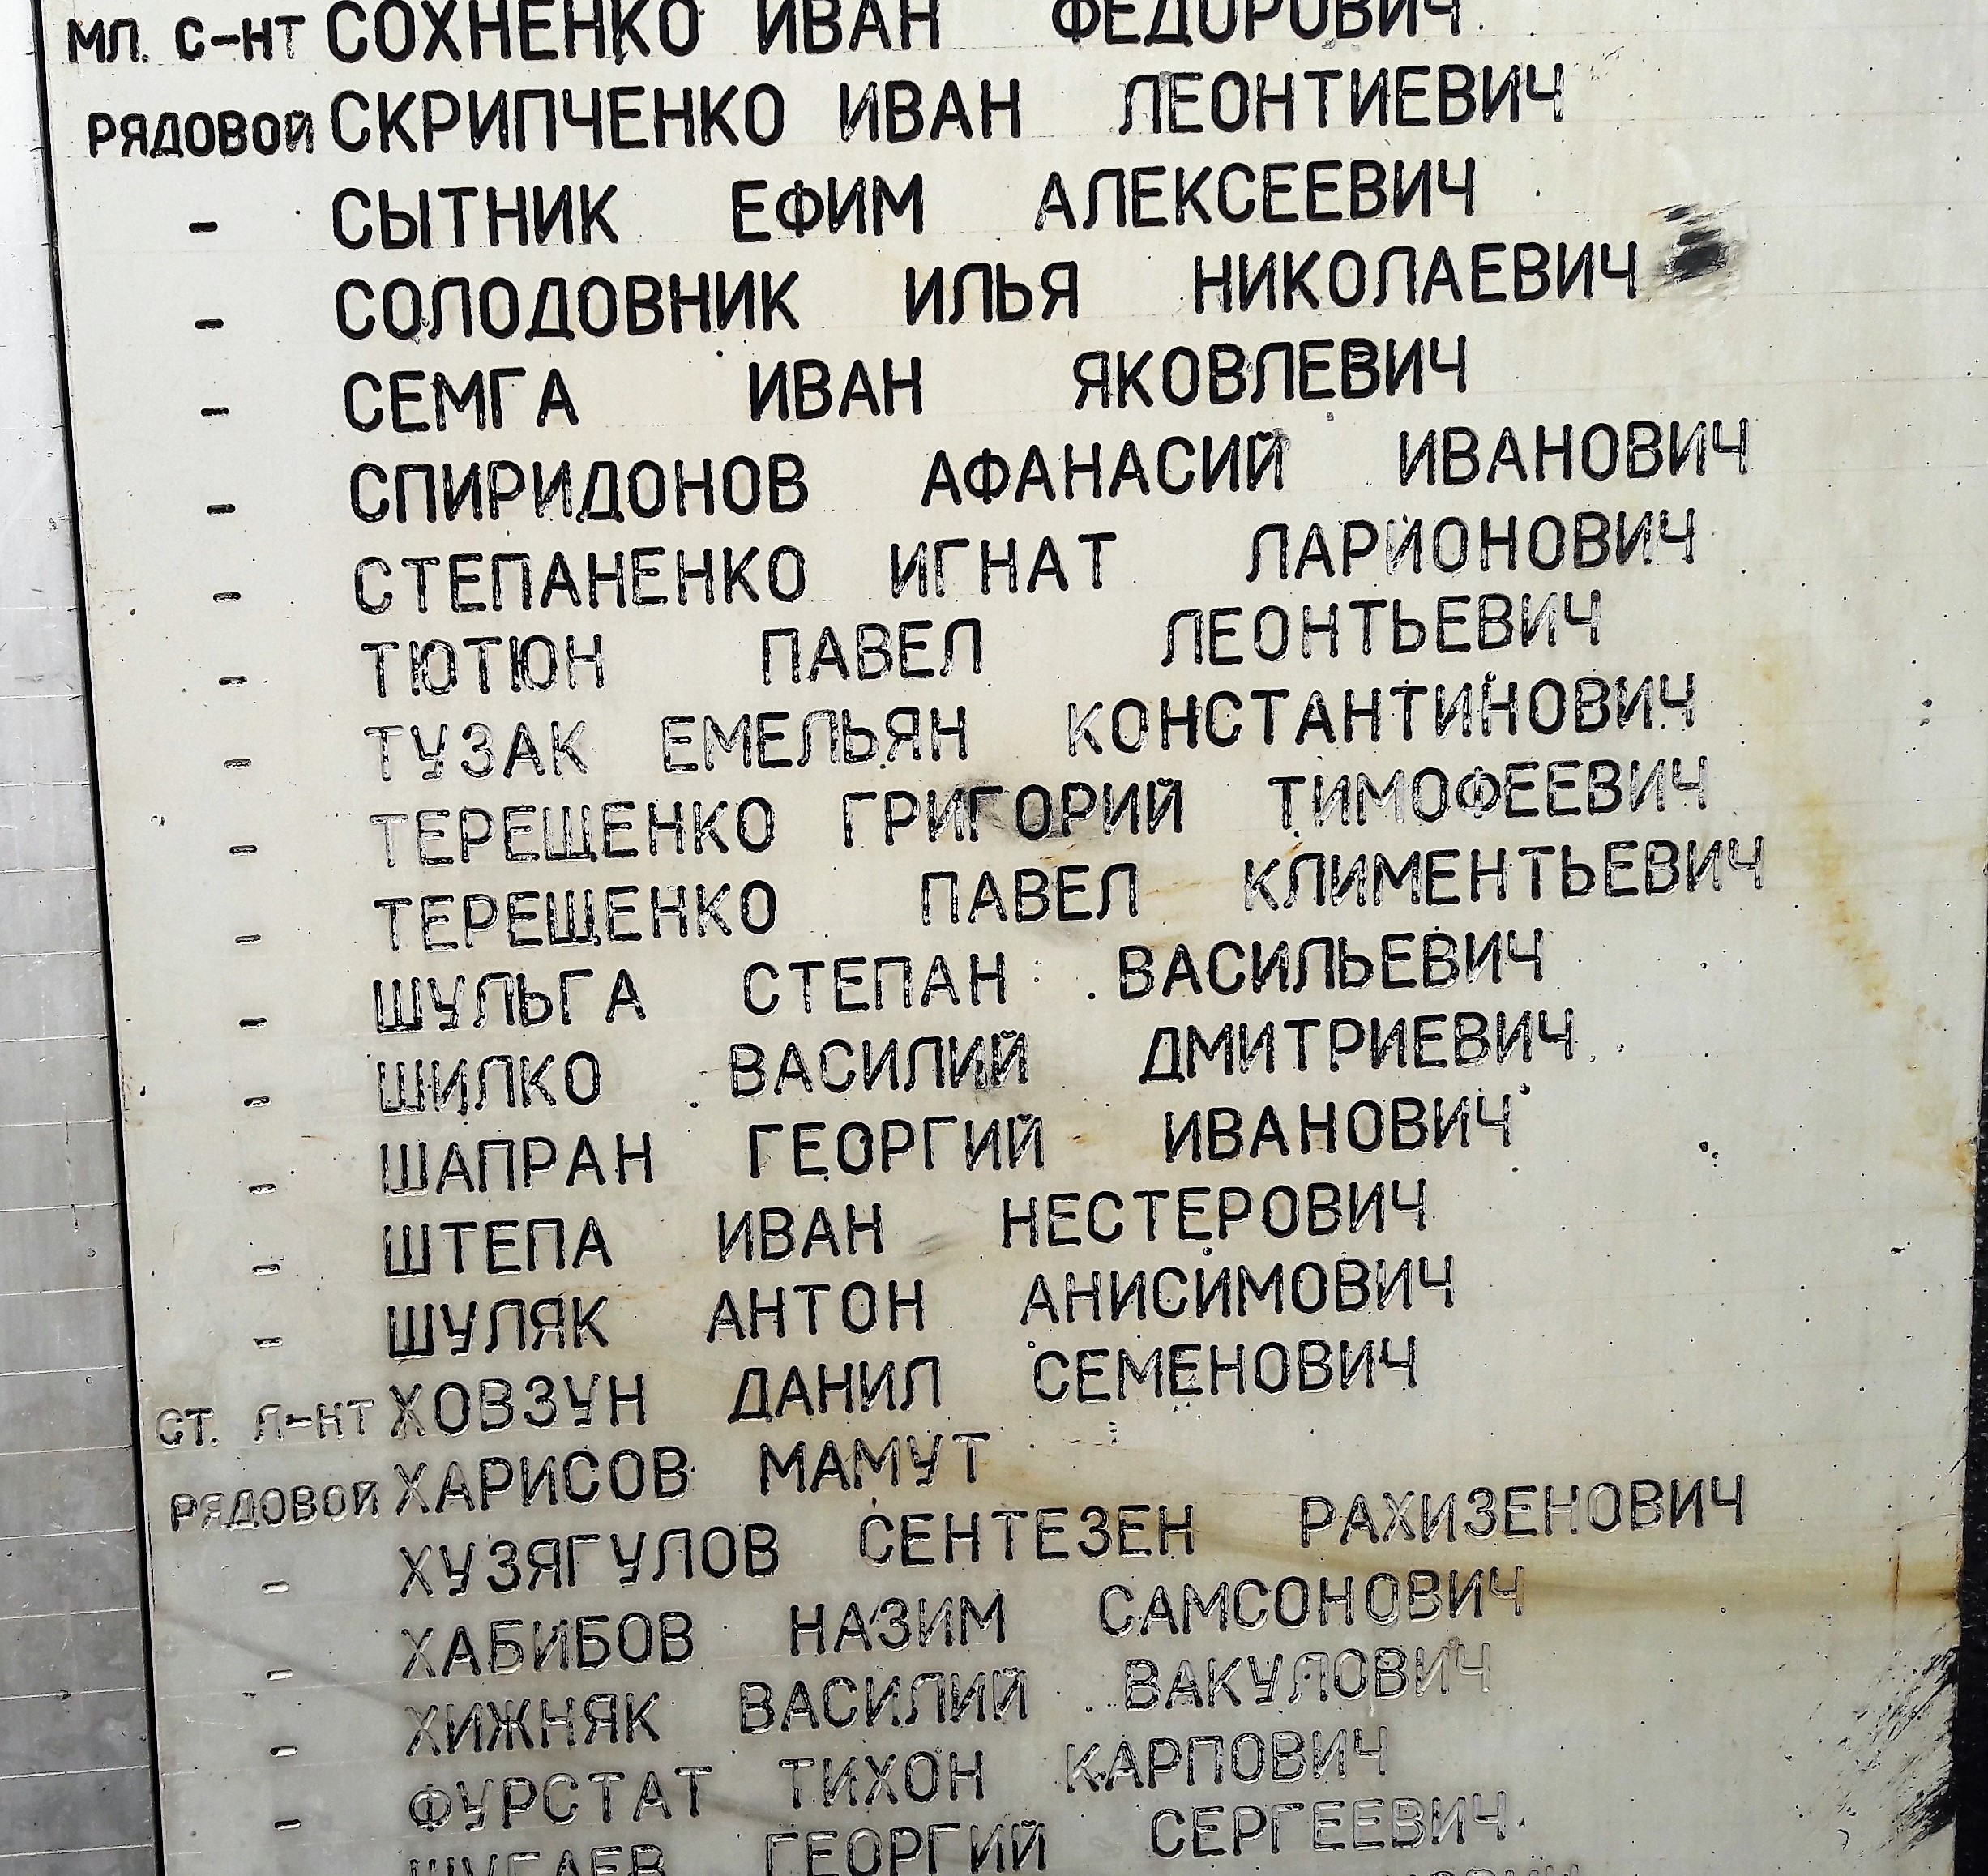 МЛ. С-НТ СОХНЕНКО ИВАН ФЕДОРОВИЧ
РЯДОВОЙ СКРИПЧЕНКО ИВАН ЛЕОНТИЕВИЧ
- СЫТНИК ЕФИМ АЛЕКСЕЕВИЧ
- СОЛОДОВНИК ИЛЬЯ НИКОЛАЕВИЧ
- СЕМГА ИВАН ЯКОВЛЕВИЧ
- СПИРИДОНОВ АФАНАСИЙ ИВАНОВИЧ
- СТЕПАНЕНКО ИГНАТ ЛАРИОНОВИЧ
- ТЮТЮН ПАВЕЛ ЛЕОНТЬЕВИЧ
- ТУЗАК ЕМЕЛЬЯН КОНСТАНТИНОВИЧ
- ТЕРЕЩЕНКО ГРИГОРИЙ ТИМОФЕЕВИЧ
- ТЕРЕЩЕНКО ПАВЕЛ КЛИМЕНТЬЕВИЧ
- ШУЛЬГА СТЕПАН ВАСИЛЬЕВИЧ
- ШИЛКО ВАСИЛИЙ ДМИТРИЕВИЧ
- ШАПРАН ГЕОРГИЙ ИВАНОВИЧ
- ШТЕПА ИВАН НЕСТЕРОВИЧ
- ШУЛЯК АНТОН АНИСИМОВИЧ
СТ. Л-НТ ХОВЗУН ДАНИЛ СЕМЕНОВИЧ
РЯДОВОЙ ХАРИСОВ МАМУТ
- ХУЗЯГУЛОВ СЕНТЕЗЕН РАХИЗЕНОВИЧ
- ХАБИБОВ НАЗИМ САМСОНОВИЧ
- ХИЖНЯК ВАСИЛИЙ ВАКУЛОВИЧ
- ФУРСТАТ ТИХОН КАРПОВИЧ
ГЕОРГИЙ СЕРГЕЕВИЧ